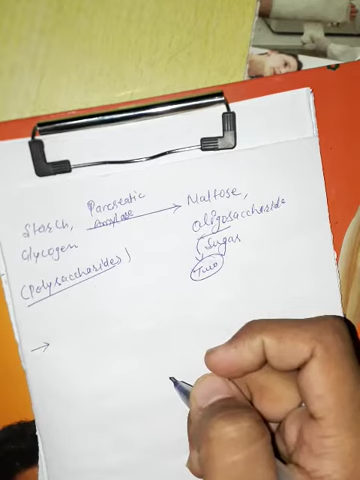 Starch, Pancreatic Amylase → Maltose,
Glycogen oligosaccharide
(Polysaccharides) (Sugar
Two
→